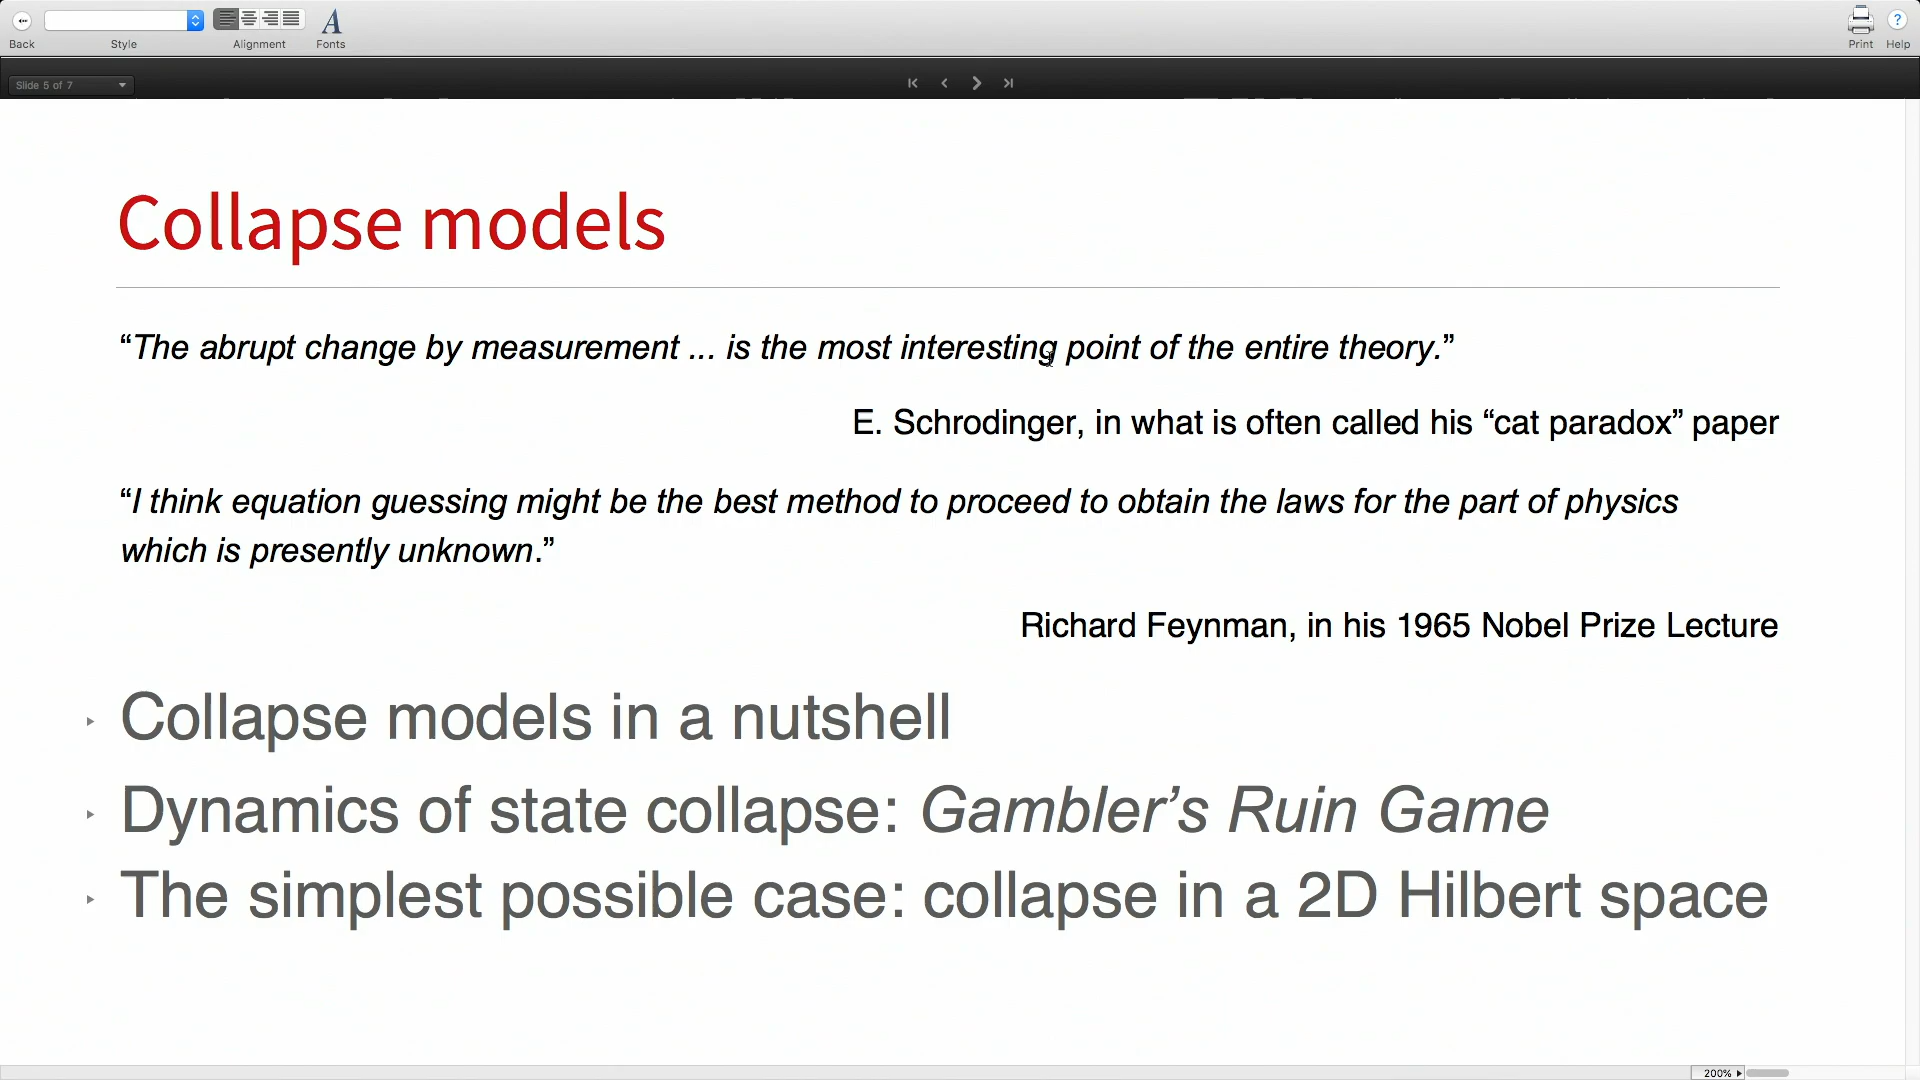 Back
Style
Alignment
Fonts
Print
Help
Slide 5 of 7
Collapse models
“The abrupt change by measurement ... is the most interesting point of the entire theory.”
E. Schrodinger, in what is often called his “cat paradox” paper
“I think equation guessing might be the best method to proceed to obtain the laws for the part of physics
which is presently unknown.”
Richard Feynman, in his 1965 Nobel Prize Lecture
‣ Collapse models in a nutshell
‣ Dynamics of state collapse: Gambler’s Ruin Game
‣ The simplest possible case: collapse in a 2D Hilbert space
200%